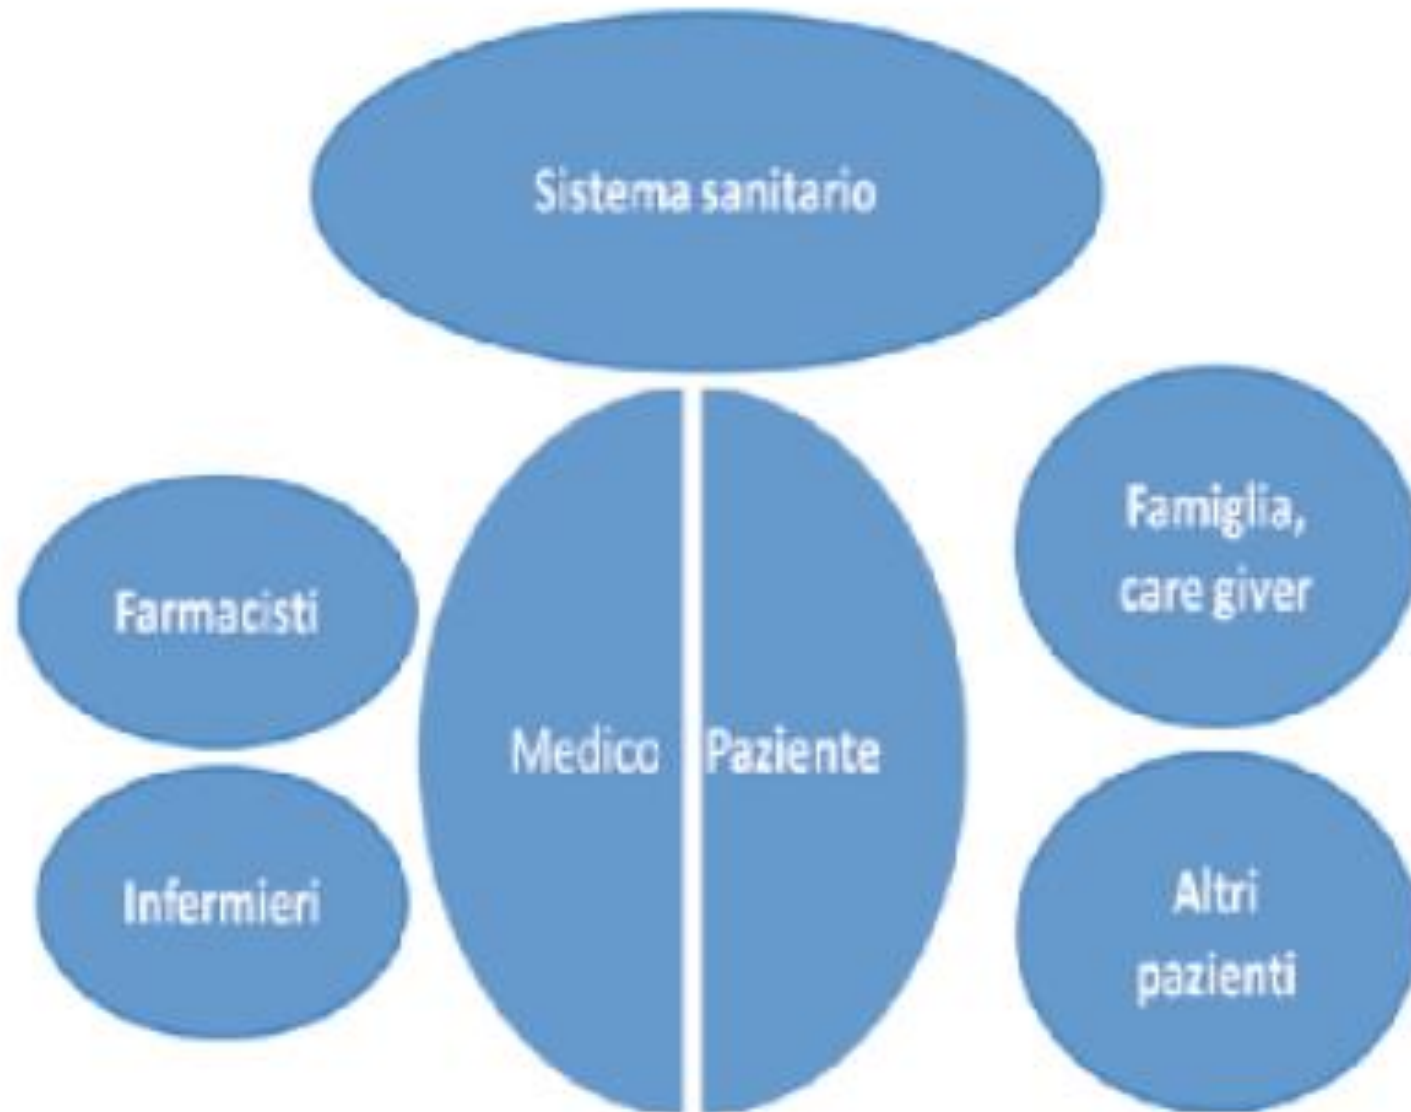 Sistema sanitario
Famiglia,
care giver
Farmacisti
Medico
Paziente
Infermieri
Altri
pazienti